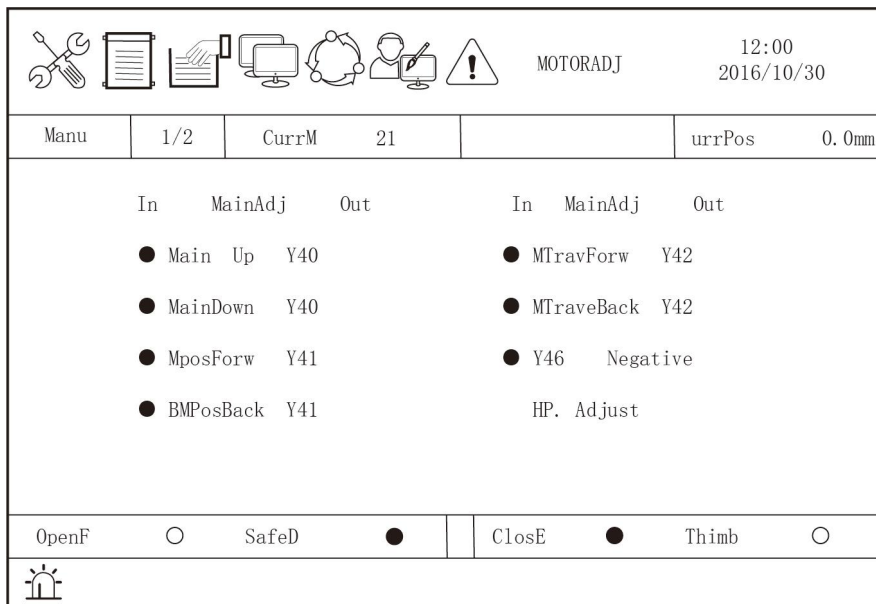 MOTORADJ 12:00
2016/10/30
Manu 1/2 CurrM 21 urrPos 0.0mm
In MainAdj Out In MainAdj Out
Main Up Y40 MTravForw Y42
MainDown Y40 MTraveBack Y42
MposForw Y41 Y46 Negative
BMPosBack Y41 HP. Adjust
OpenF SafeD ClosE Thimb